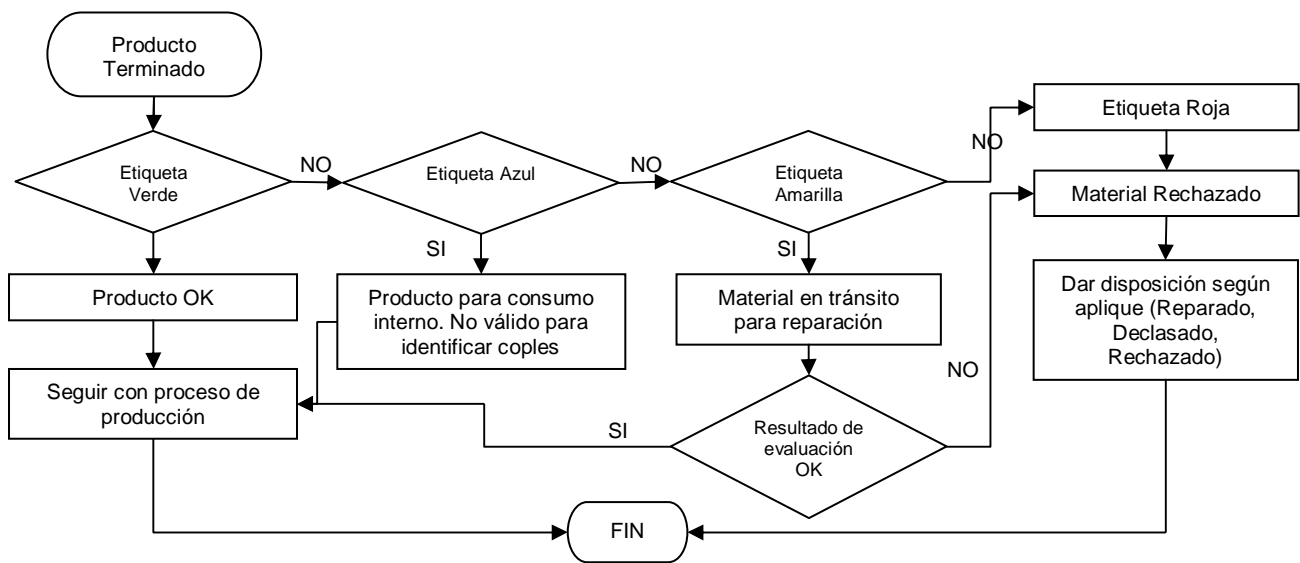 Producto
Terminado
Etiqueta
Verde
NO
Etiqueta Azul
NO
Etiqueta
Amarilla
NO
Etiqueta Roja
Material Rechazado
SI
SI
Producto OK
Producto para consumo
interno. No válido para
identificar coples
Material en tránsito
para reparación
Dar disposición según
aplique (Reparado,
Declasado,
Rechazado)
Seguir con proceso de
producción
SI
Resultado de
evaluación
OK
NO
FIN